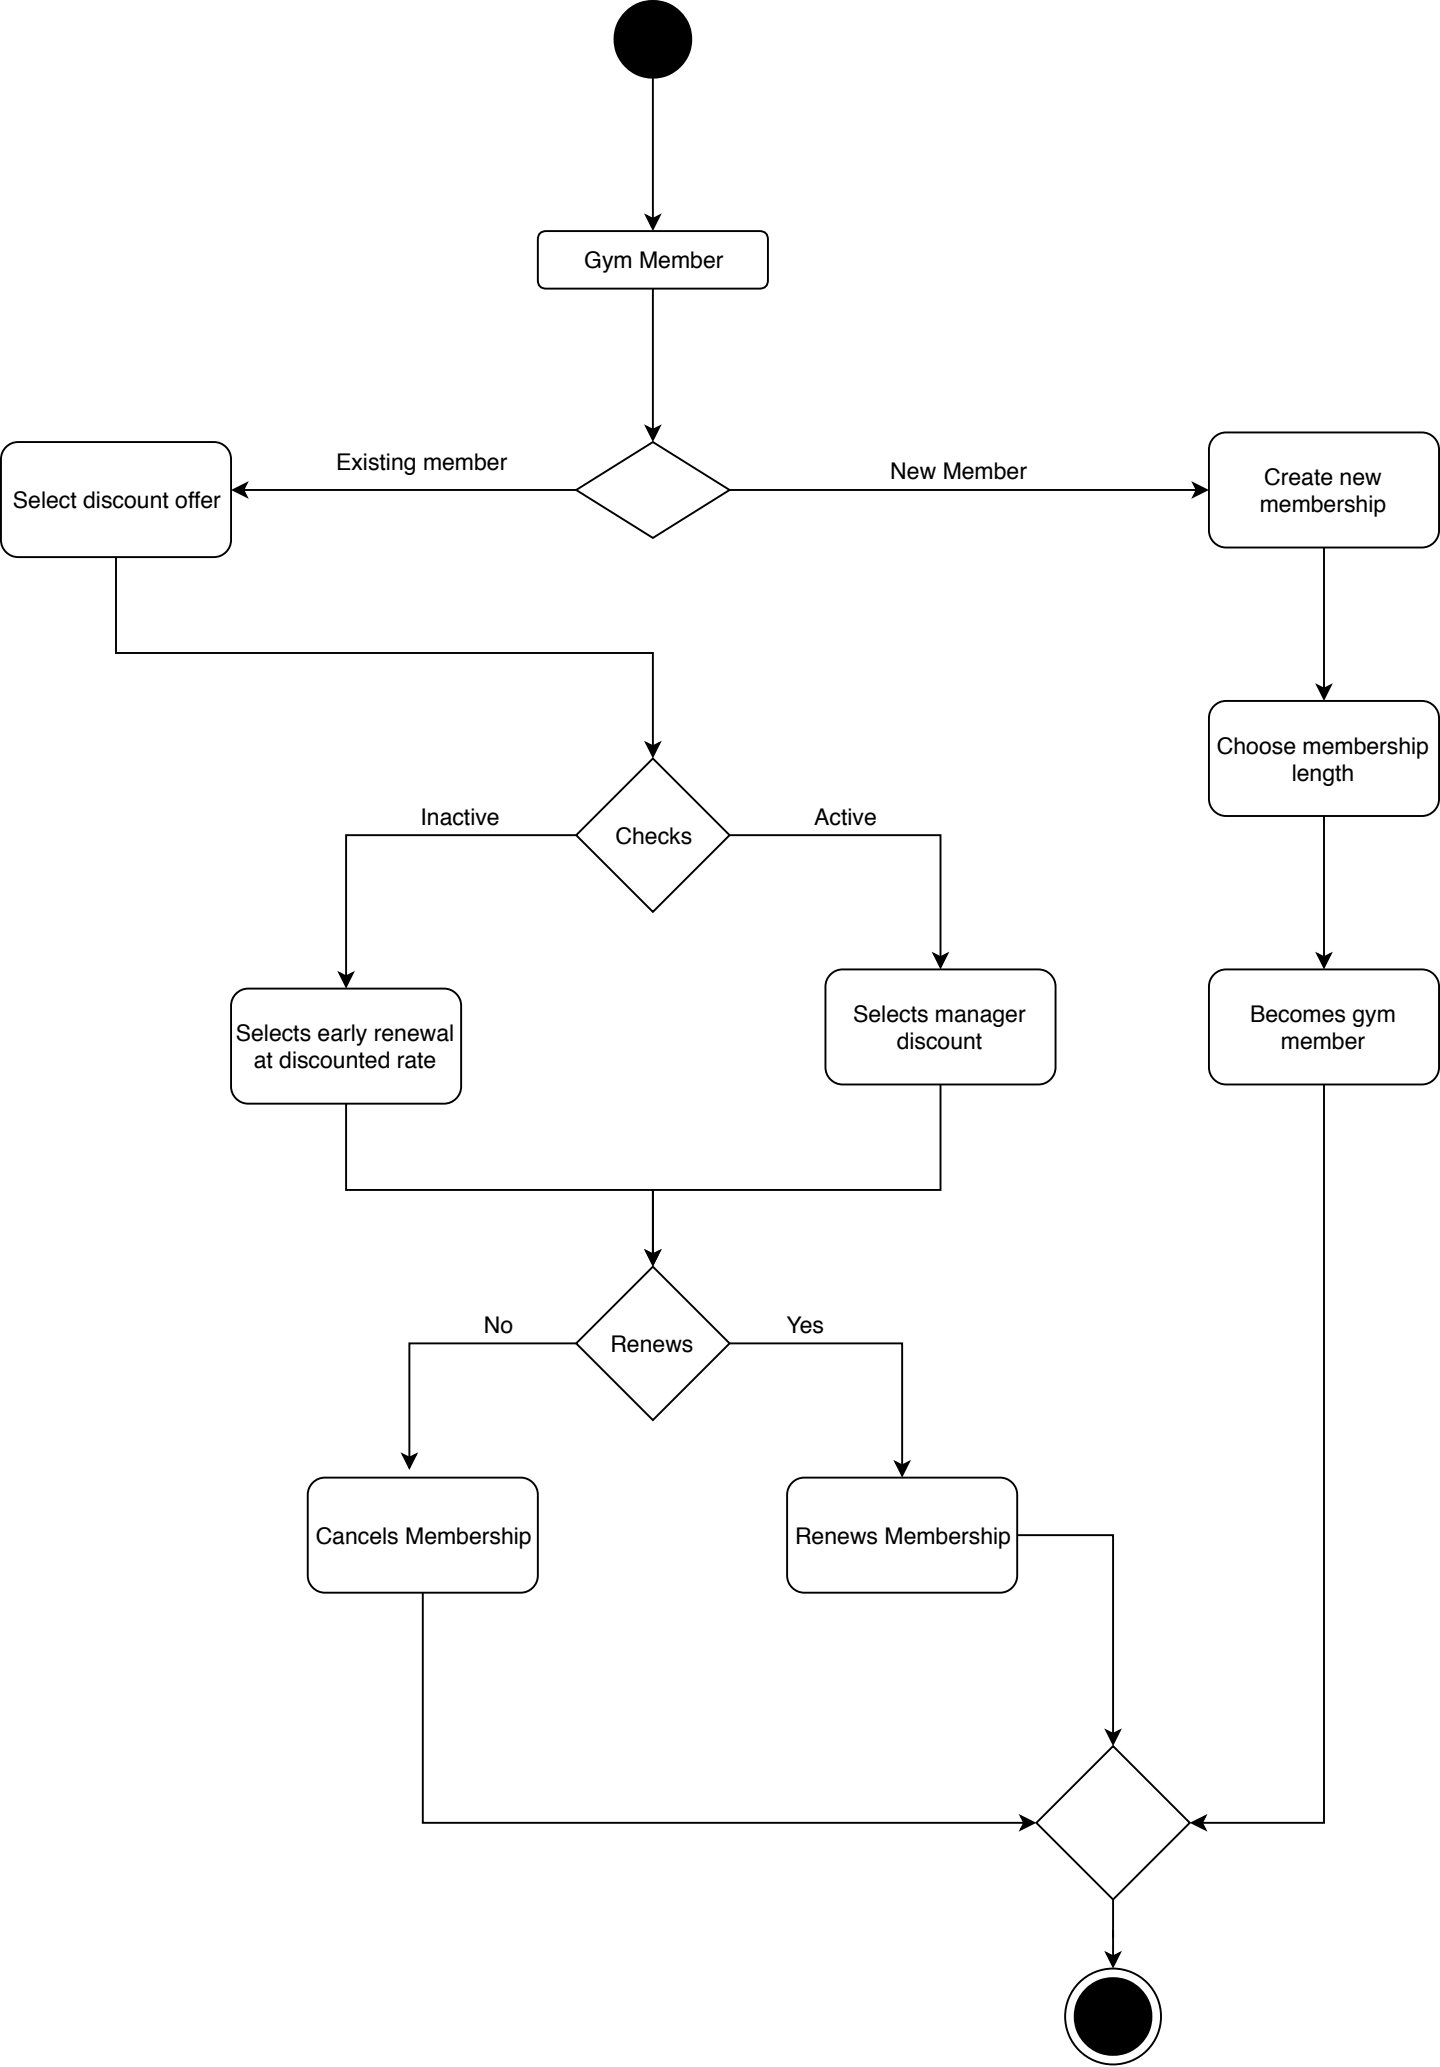 Gym Member
Existing member
New Member
Select discount offer
Create new
membership
Choose membership
length
Inactive
Active
Checks
Selects early renewal
at discounted rate
Selects manager
discount
Becomes gym
member
No
Yes
Renews
Cancels Membership
Renews Membership